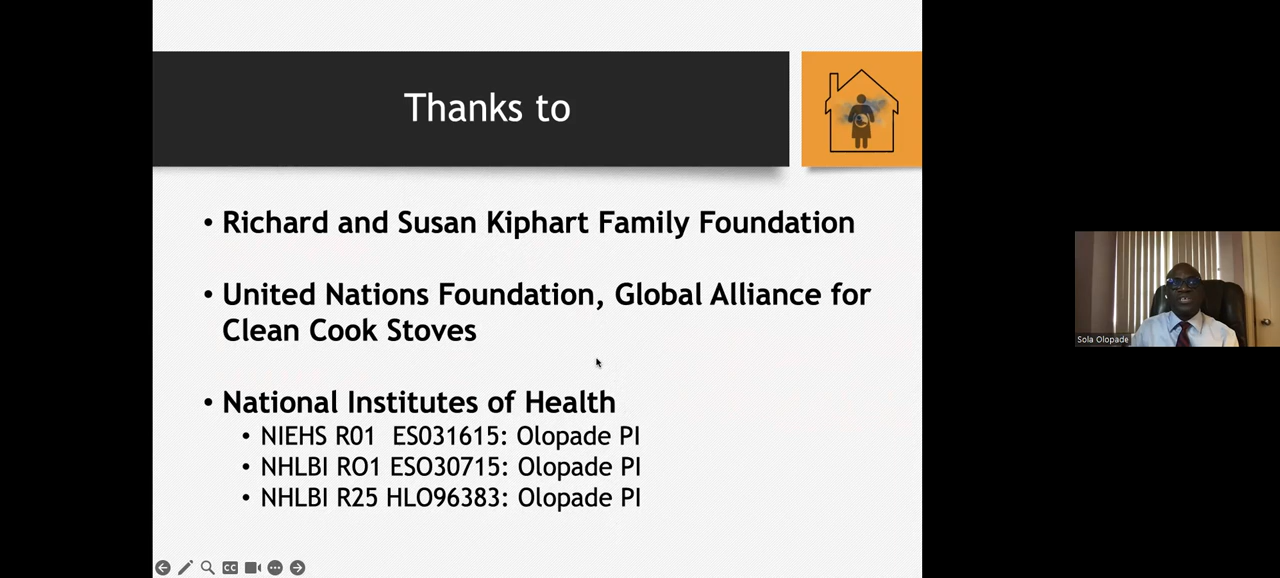 Thanks to
• Richard and Susan Kiphart Family Foundation
• United Nations Foundation, Global Alliance for
Clean Cook Stoves
• National Institutes of Health
• NIEHS R01 ES031615: Olopade PI
• NHLBI RO1 ESO30715: Olopade PI
• NHLBI R25 HLO96383: Olopade PI
Sola Olopade
CC